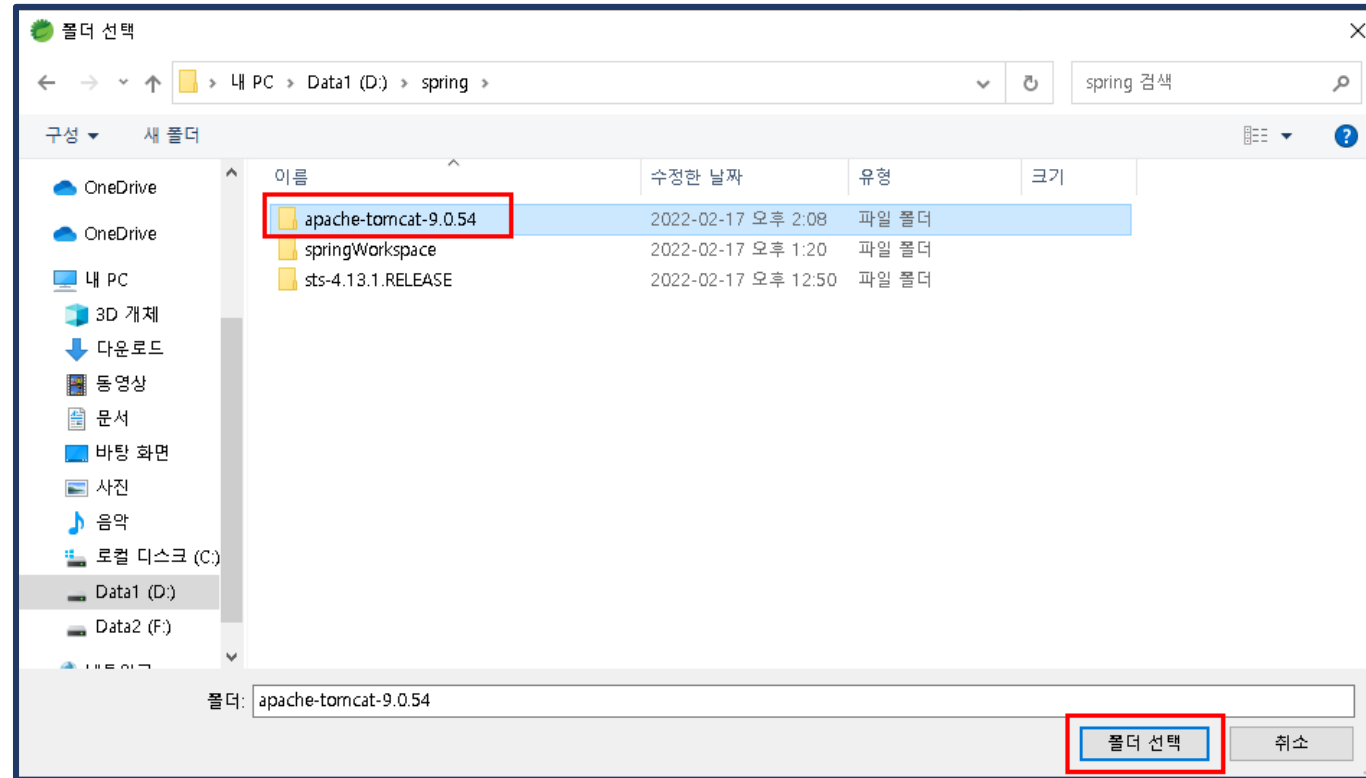 폴더 선택
내 PC > Data1 (D:) > spring >
spring 검색
구성
새 폴더
OneDrive
OneDrive
내 PC
3D 개체
다운로드
동영상
문서
바탕 화면
사진
음악
로컬 디스크 (C:)
Data1 (D:)
Data2 (F:)
이름 수정한 날짜 유형 크기
apache-tomcat-9.0.54 2022-02-17 오후 2:08 파일 폴더
springWorkspace 2022-02-17 오후 1:20 파일 폴더
sts-4.13.1.RELEASE 2022-02-17 오후 12:50 파일 폴더
폴더: apache-tomcat-9.0.54
폴더 선택 취소